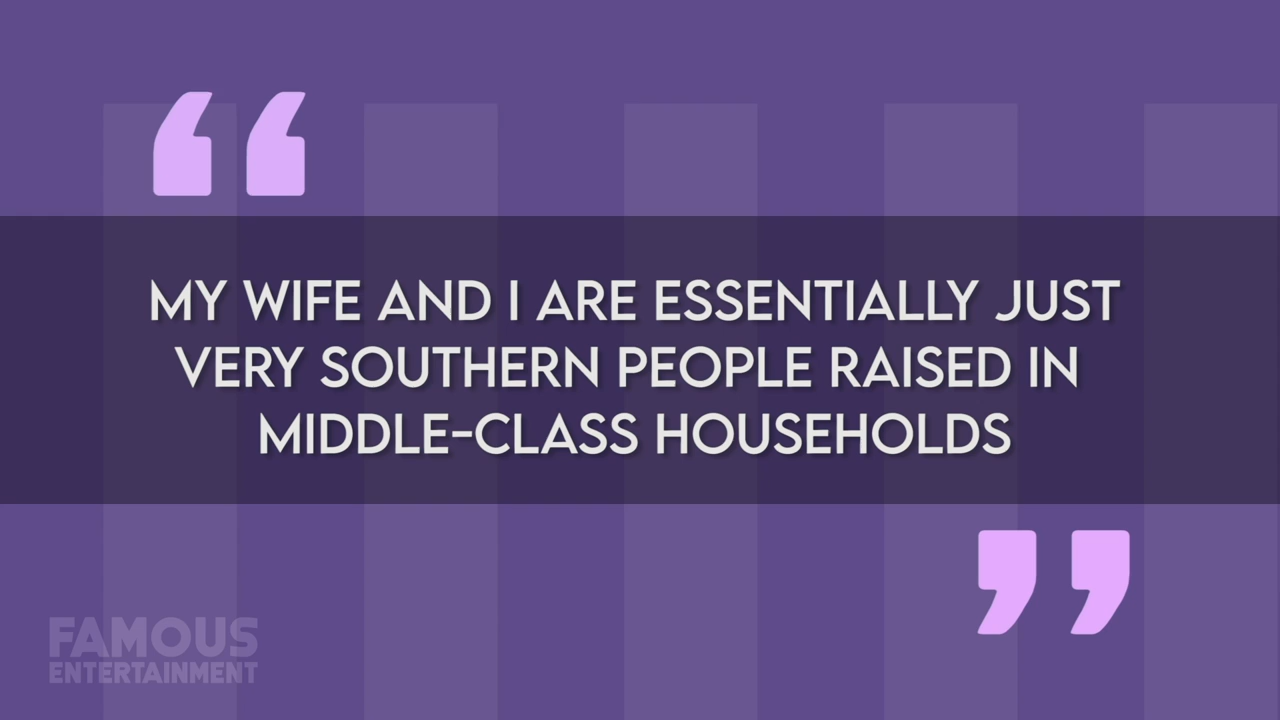 “
MY WIFE AND I ARE ESSENTIALLY JUST
VERY SOUTHERN PEOPLE RAISED IN
MIDDLE-CLASS HOUSEHOLDS
”
FAMOUS
ENTERTAINMENT